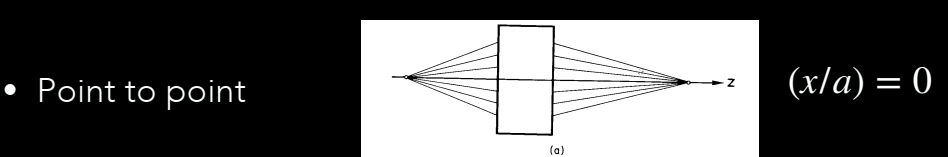 • Point to point
z
(a)
(x/a) = 0